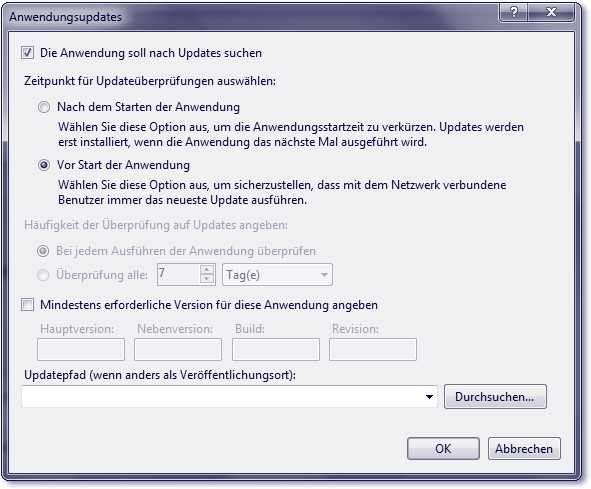 Anwendungsupdates
Die Anwendung soll nach Updates suchen
Zeitpunkt für Updateüberprüfungen auswählen:
Nach dem Starten der Anwendung
Wählen Sie diese Option aus, um die Anwendungsstartzeit zu verkürzen. Updates werden
erst installiert, wenn die Anwendung das nächste Mal ausgeführt wird.
Vor Start der Anwendung
Wählen Sie diese Option aus, um sicherzustellen, dass mit dem Netzwerk verbundene
Benutzer immer das neueste Update ausführen.
Häufigkeit der Überprüfung auf Updates angeben:
Bei jedem Ausführen der Anwendung überprüfen
Überprüfung alle: 7 Tag(e)
Mindestens erforderliche Version für diese Anwendung angeben
Hauptversion: Nebenversion: Build: Revision:
Updatepfad (wenn anders als Veröffentlichungsort):
Durchsuchen...
OK Abbrechen